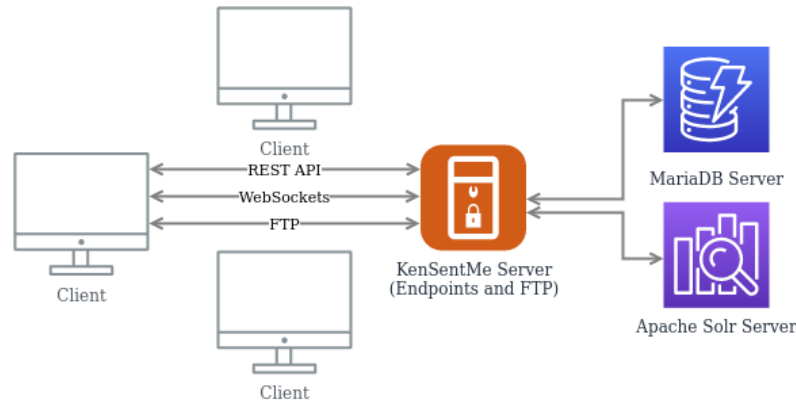 Client
REST API
WebSockets
FTP
Client
Client
KenSentMe Server
(Endpoints and FTP)
MariaDB Server
Apache Solr Server